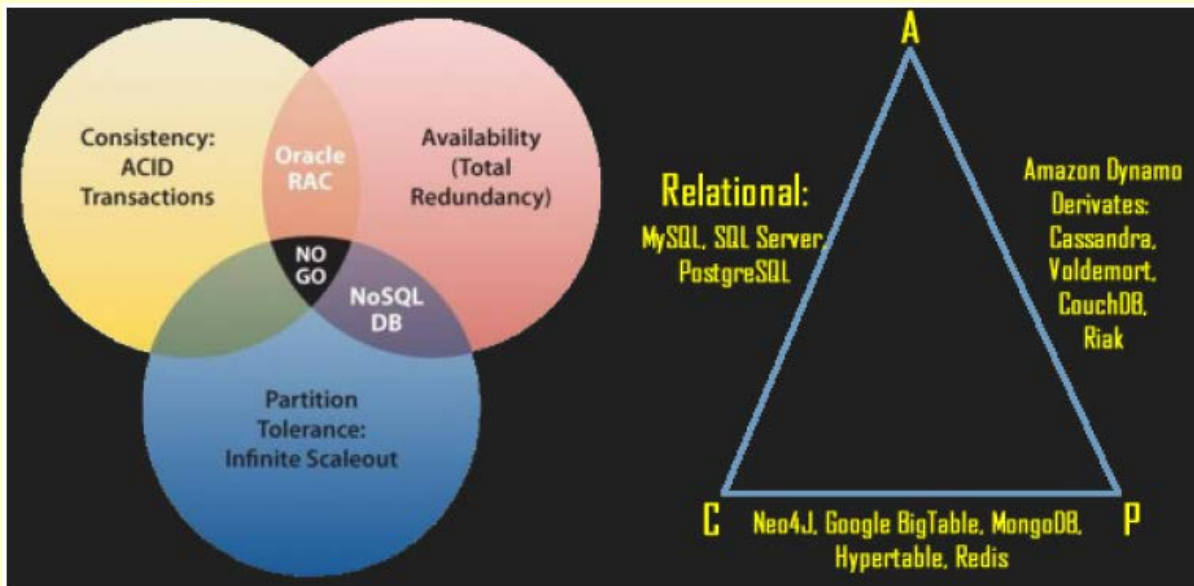 Consistency:
ACID
Transactions
Oracle
RAC
Availability
(Total
Redundancy)
NO
GO
NoSQL
DB
Partition
Tolerance:
Infinite Scaleout
A
Relational:
MySQL, SQL Server,
PostgreSQL
Amazon Dynamo
Derivates:
Cassandra,
Voldemort,
CouchDB,
Riak
C
Neo4J, Google BigTable, MongoDB,
Hypertable, Redis
P